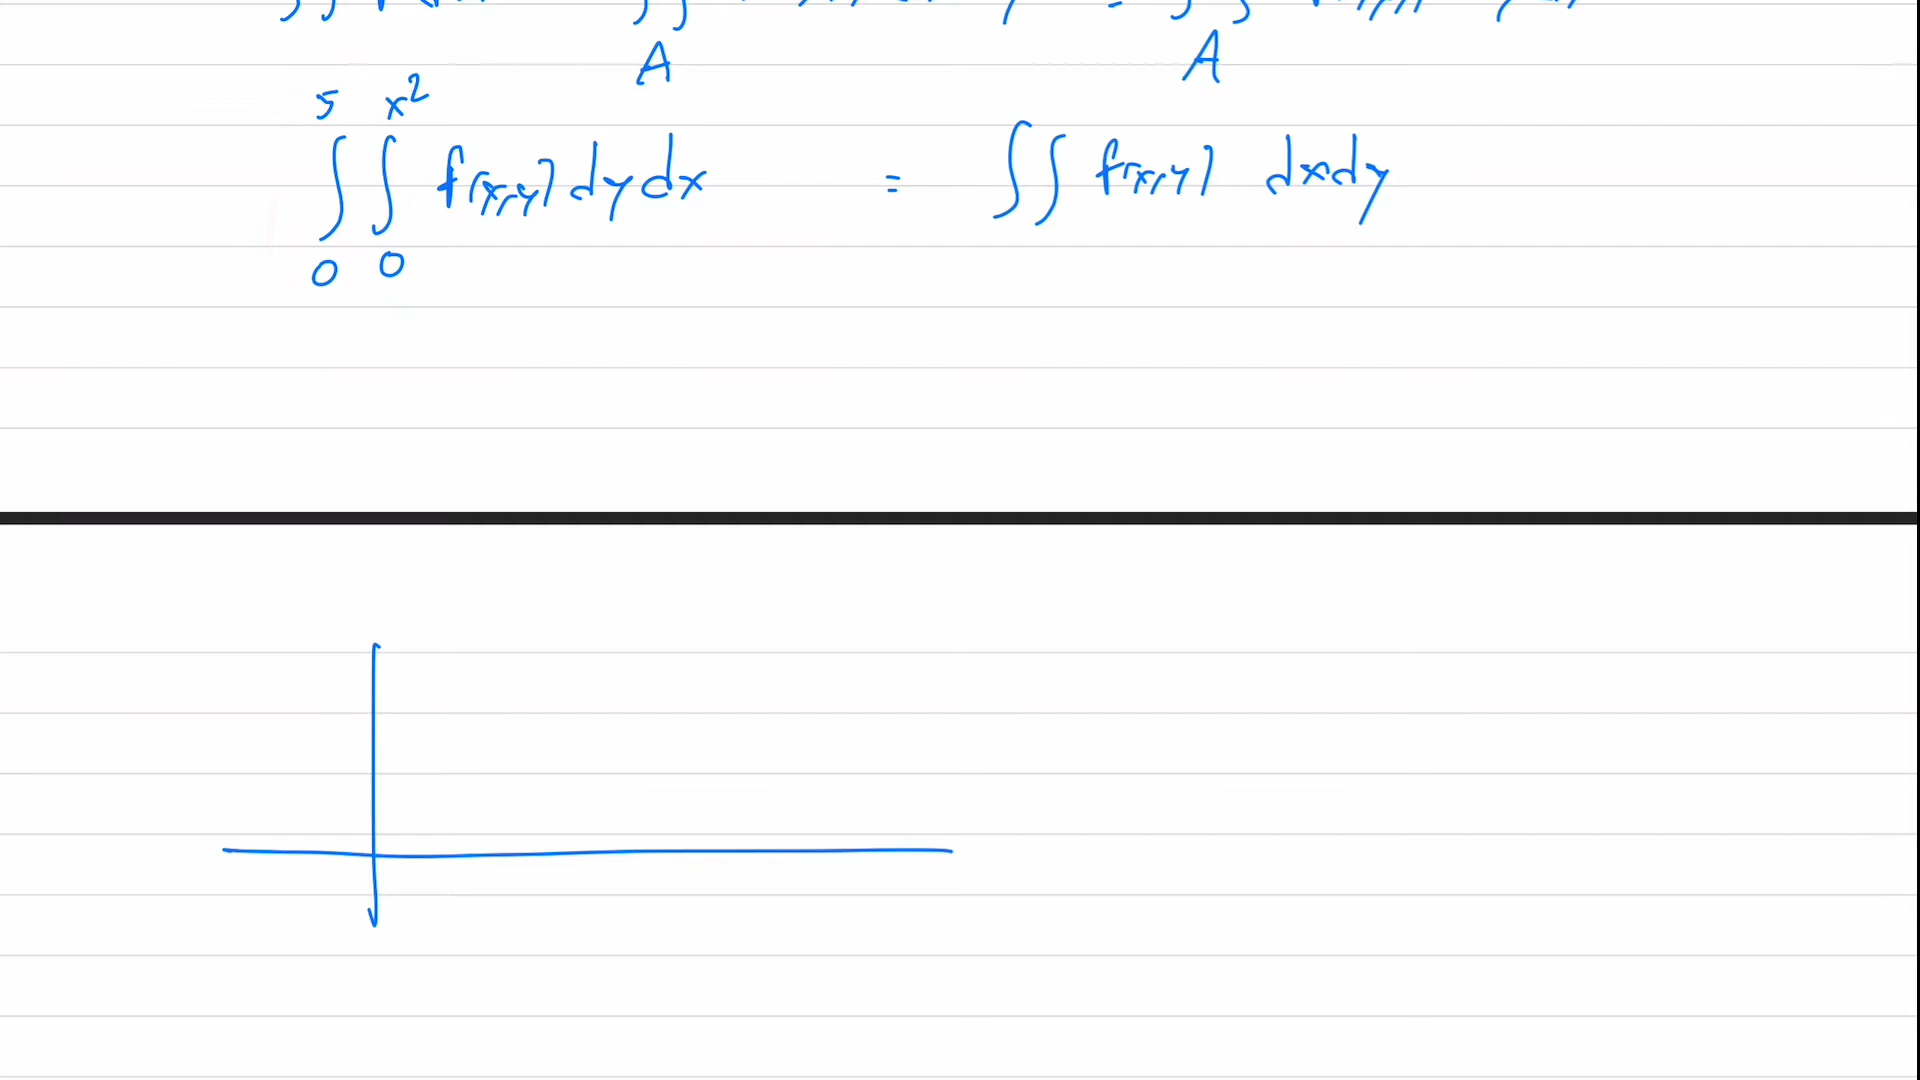 A A
5 x²
∫ ∫ f(x,y) dy dx = ∫∫ f(x,y) dx dy
0 0